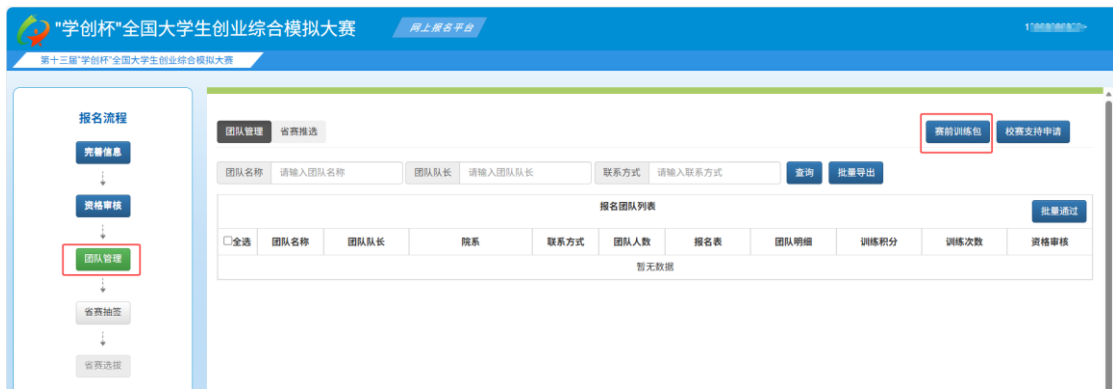 "学创杯"全国大学生创业综合模拟大赛 网上报名平台
第十三届"学创杯"全国大学生创业综合模拟大赛
报名流程
完善信息
资格审核
团队管理
省赛抽签
省赛选拔
团队管理 省赛推选 赛前训练包 校赛支持申请
团队名称 请输入团队名称 团队队长 请输入团队队长 联系方式 请输入联系方式 查询 批量导出
报名团队列表 批量通过
全选 团队名称 团队队长 院系 联系方式 团队人数 报名表 团队明细 训练积分 训练次数 资格审核
暂无数据